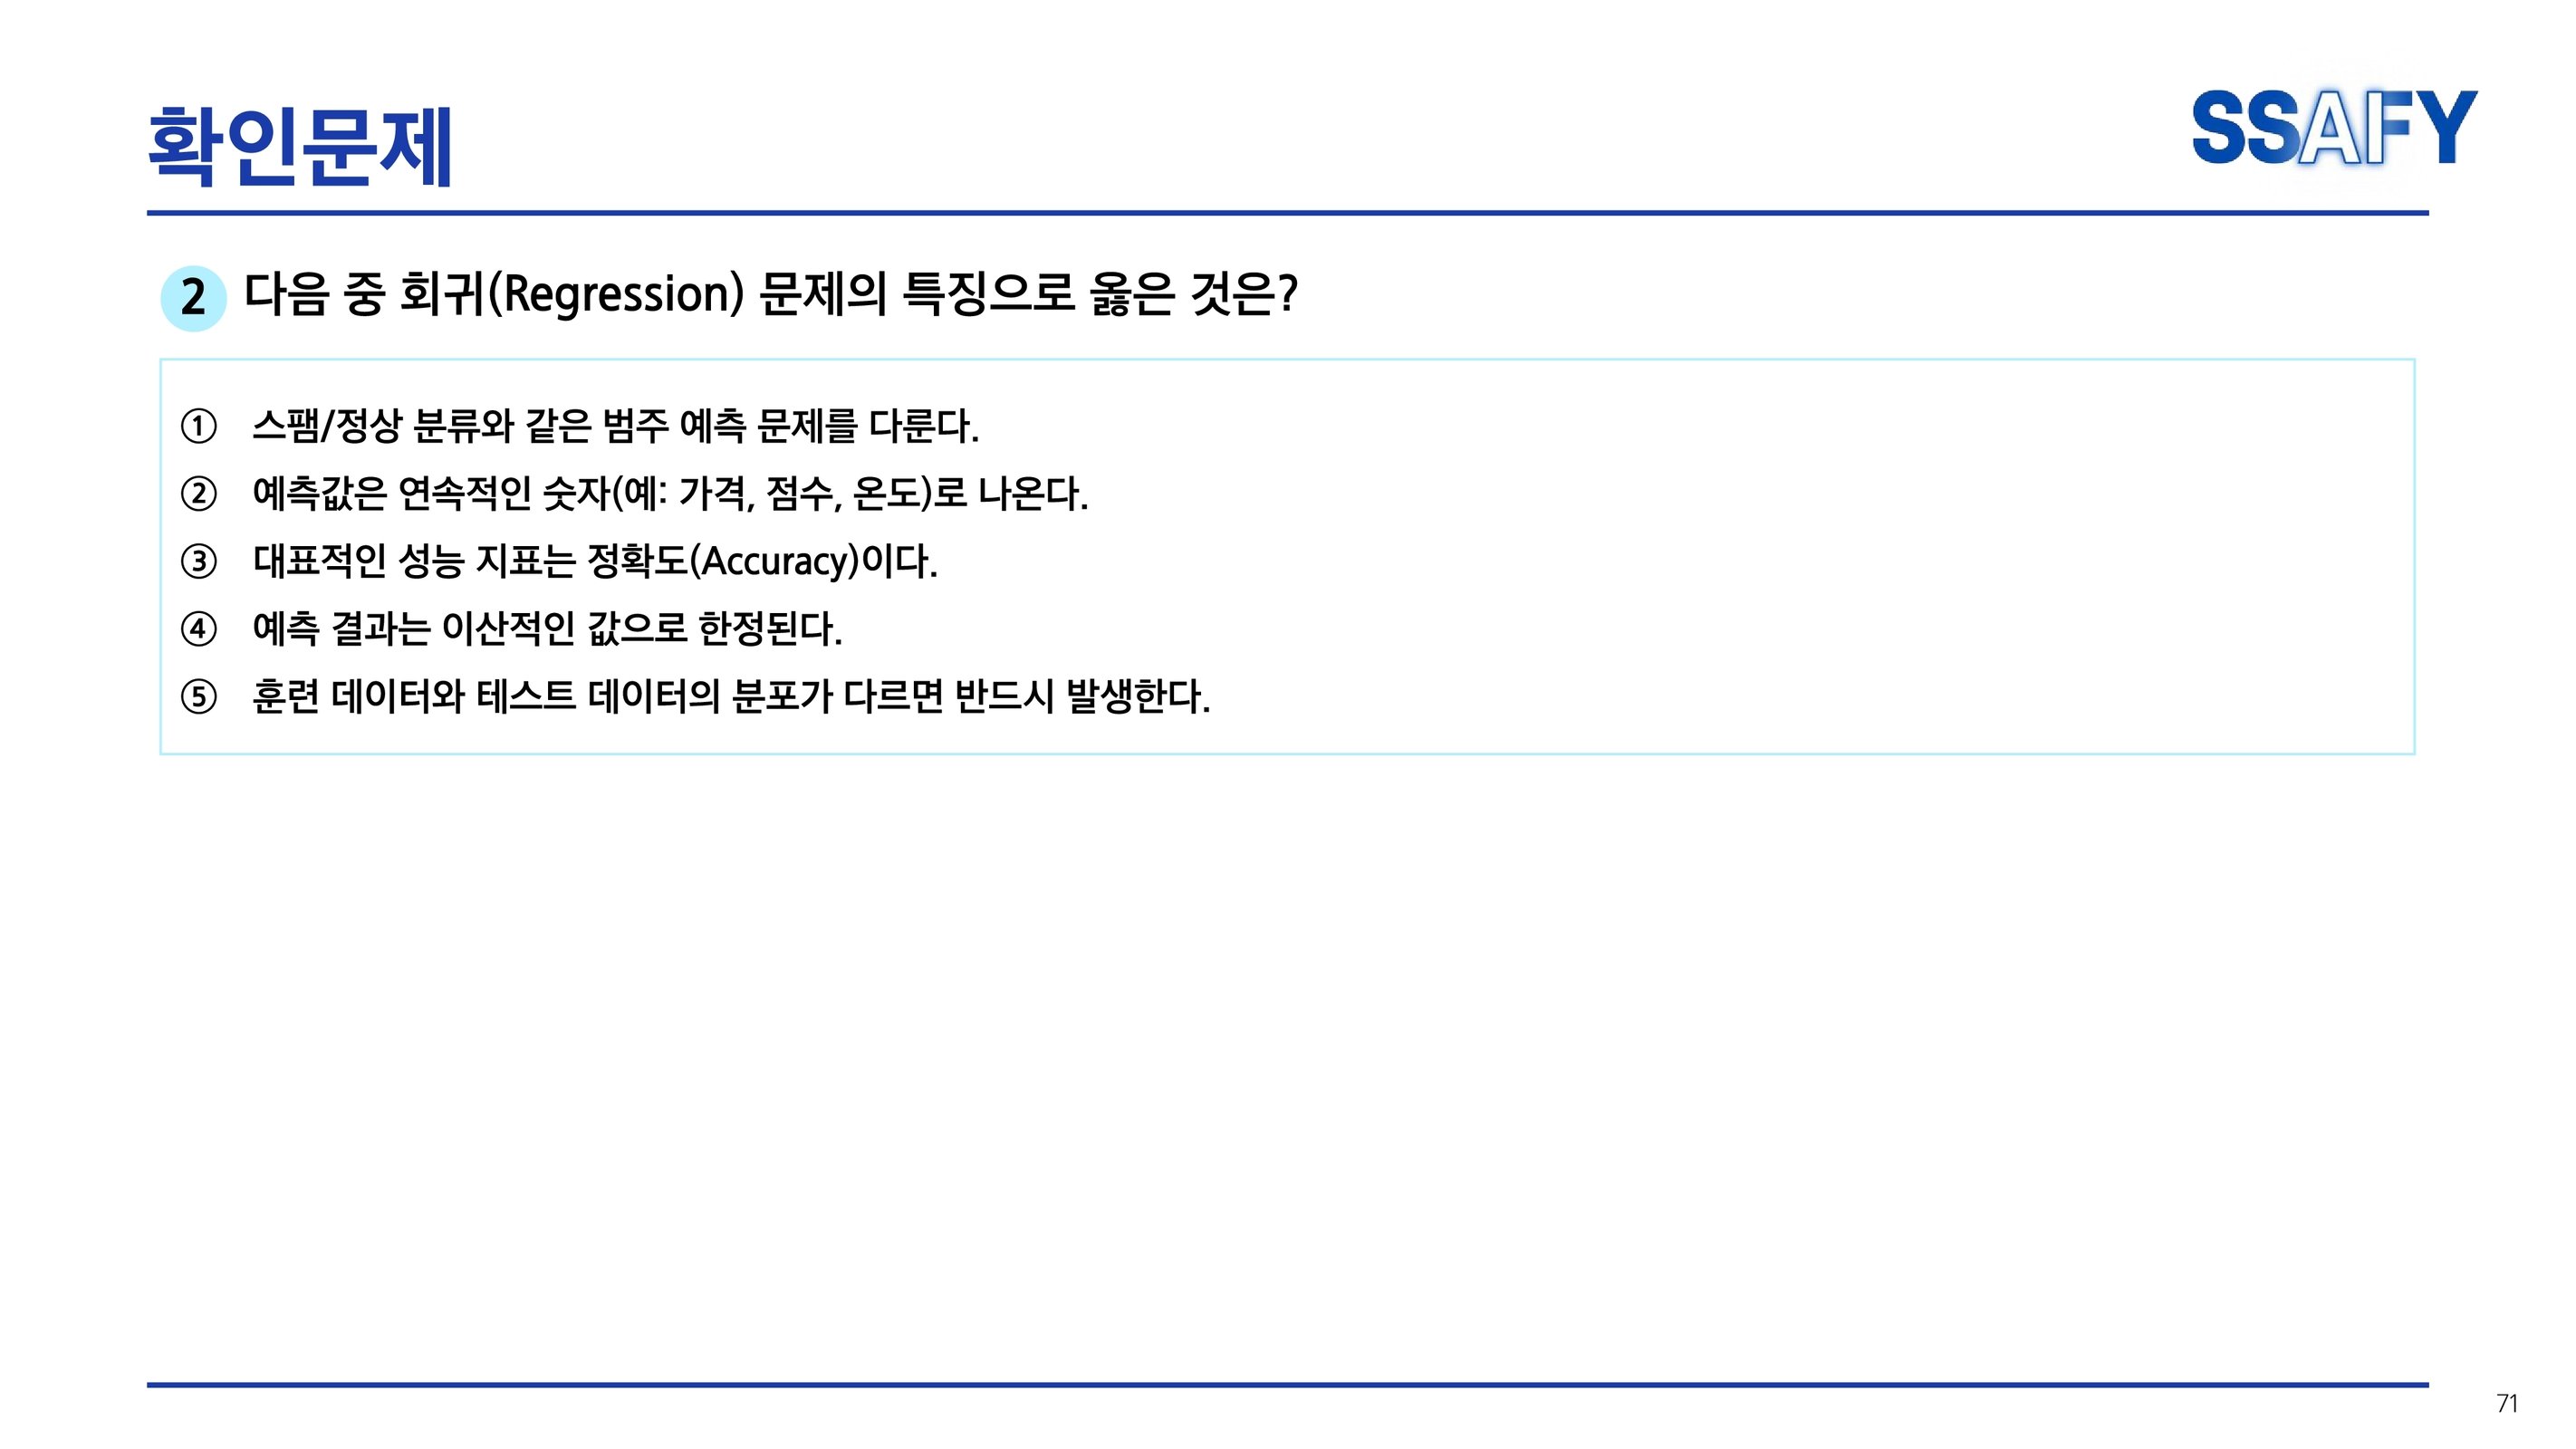 확인문제
SSAFY
2 다음 중 회귀(Regression) 문제의 특징으로 옳은 것은?
① 스팸/정상 분류와 같은 범주 예측 문제를 다룬다.
② 예측값은 연속적인 숫자(예: 가격, 점수, 온도)로 나온다.
③ 대표적인 성능 지표는 정확도(Accuracy)이다.
④ 예측 결과는 이산적인 값으로 한정된다.
⑤ 훈련 데이터와 테스트 데이터의 분포가 다르면 반드시 발생한다.
71